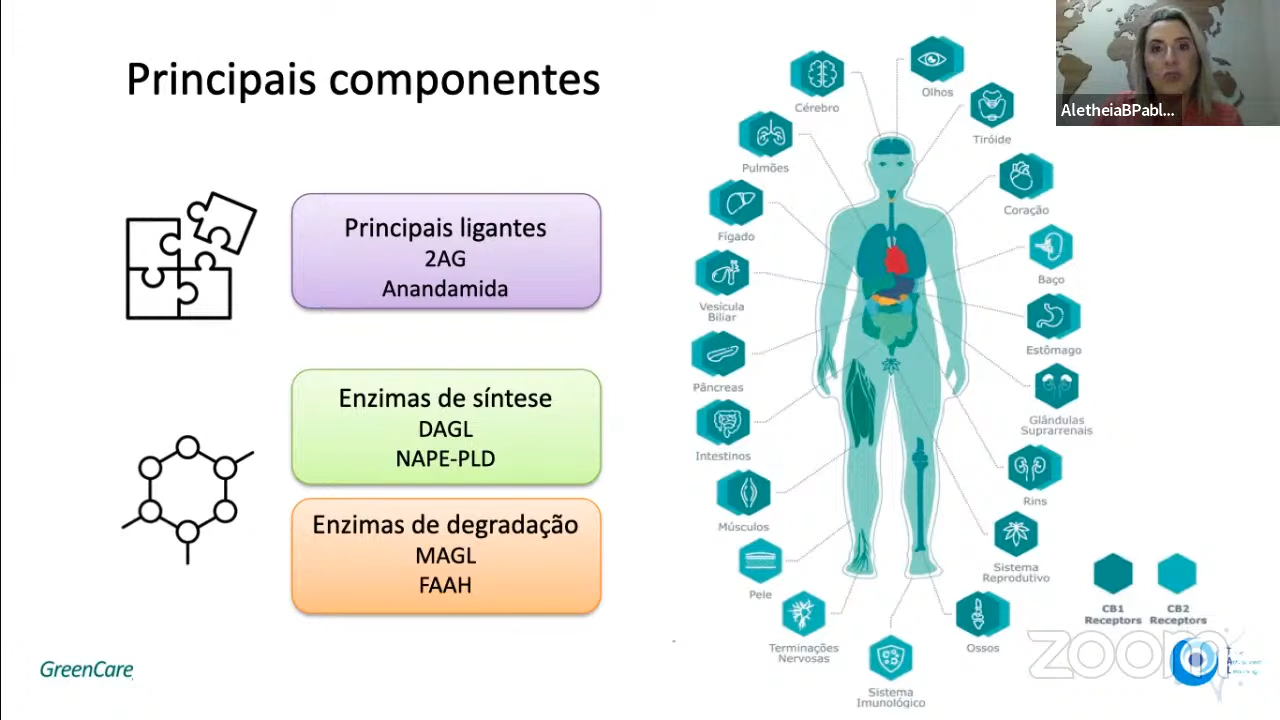 Principais componentes
Principais ligantes
2AG
Anandamida
Enzimas de síntese
DAGL
NAPE-PLD
Enzimas de degradação
MAGL
FAAH
GreenCare
Cérebro
Olhos
Tiróide
Pulmões
Coração
Fígado
Baço
Vesícula
Biliar
Estômago
Pâncreas
Glândulas
Suprarrenais
Intestinos
Rins
Músculos
Sistema
Reprodutivo
Pele
Terminações
Nervosas
Ossos
Sistema
Imunológico
CB1
Receptors
CB2
Receptors
AletheiaBPabl...
zoom